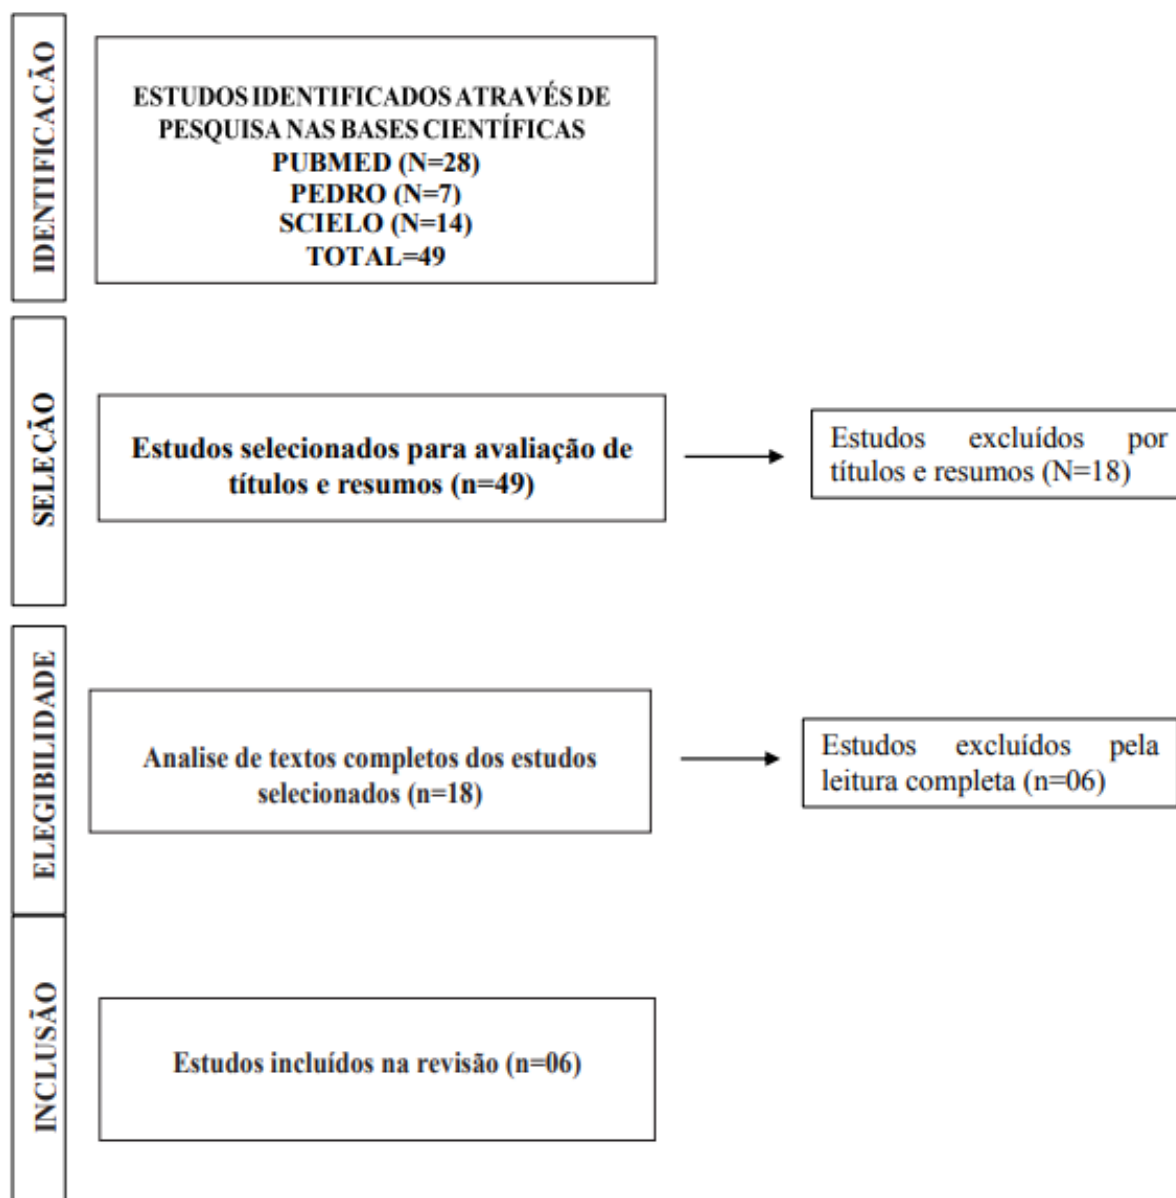 IDENTIFICAÇÃO
ESTUDOS IDENTIFICADOS ATRAVÉS DE
PESQUISA NAS BASES CIENTÍFICAS
PUBMED (N=28)
PEDRO (N=7)
SCIELO (N=14)
TOTAL=49
SELEÇÃO
Estudos selecionados para avaliação de
títulos e resumos (n=49)
Estudos excluídos por
títulos e resumos (N=18)
ELEGIBILIDADE
Analise de textos completos dos estudos
selecionados (n=18)
Estudos excluídos pela
leitura completa (n=06)
INCLUSÃO
Estudos incluídos na revisão (n=06)